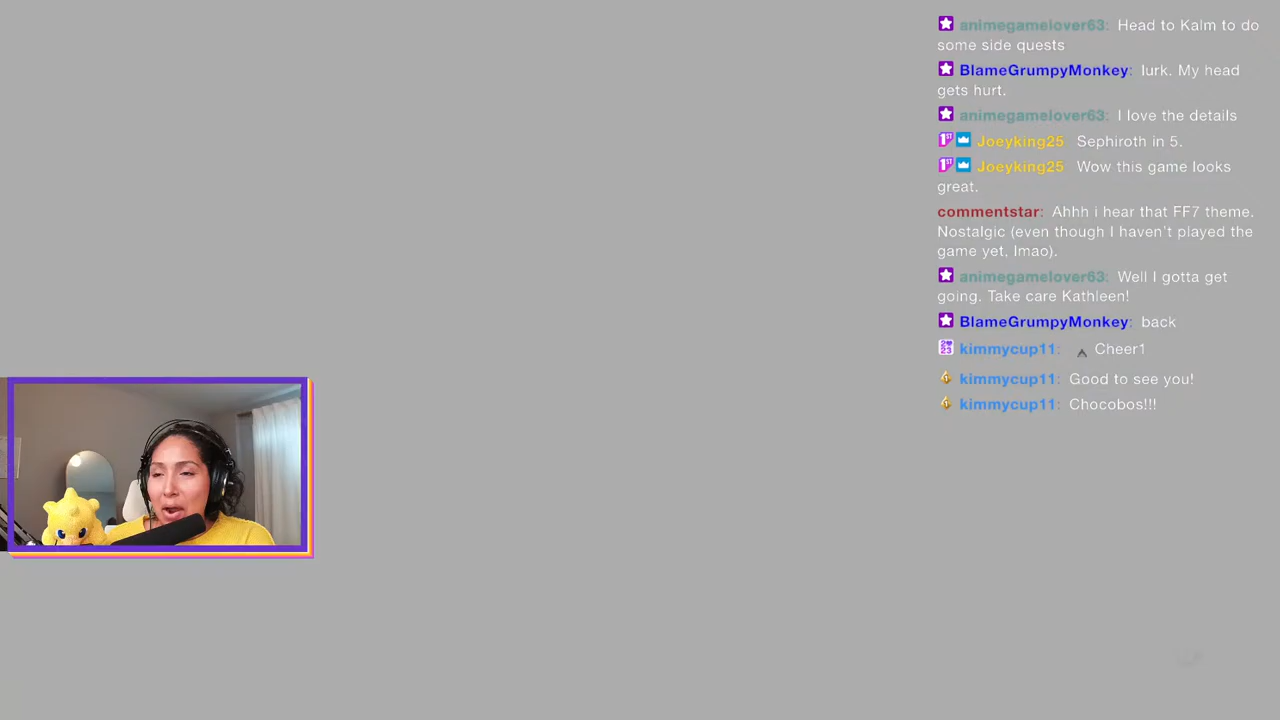 animegamelover63: Head to Kalm to do
some side quests
BlameGrumpyMonkey: lurk. My head
gets hurt.
animegamelover63: I love the details
1ST Joeyking25 Sephiroth in 5.
1ST Joeyking25 Wow this game looks
great.
commentstar: Ahhh i hear that FF7 theme.
Nostalgic (even though I haven't played the
game yet, lmao).
animegamelover63: Well I gotta get
going. Take care Kathleen!
BlameGrumpyMonkey: back
kimmycup11: Cheer1
kimmycup11: Good to see you!
kimmycup11: Chocobos!!!